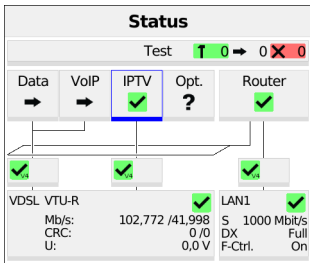 Status
Test 0 ➡ 0 ✕ 0
Data VoIP IPTV Opt. Router
➡ ➡ ✓ ? ✓
V4 V4 V4
VDSL VTU-R
Mb/s: 102,772 /41,998
CRC: 0 /0
U: 0,0 V
LAN1
S 1000 Mbit/s
DX Full
F-Ctrl. On